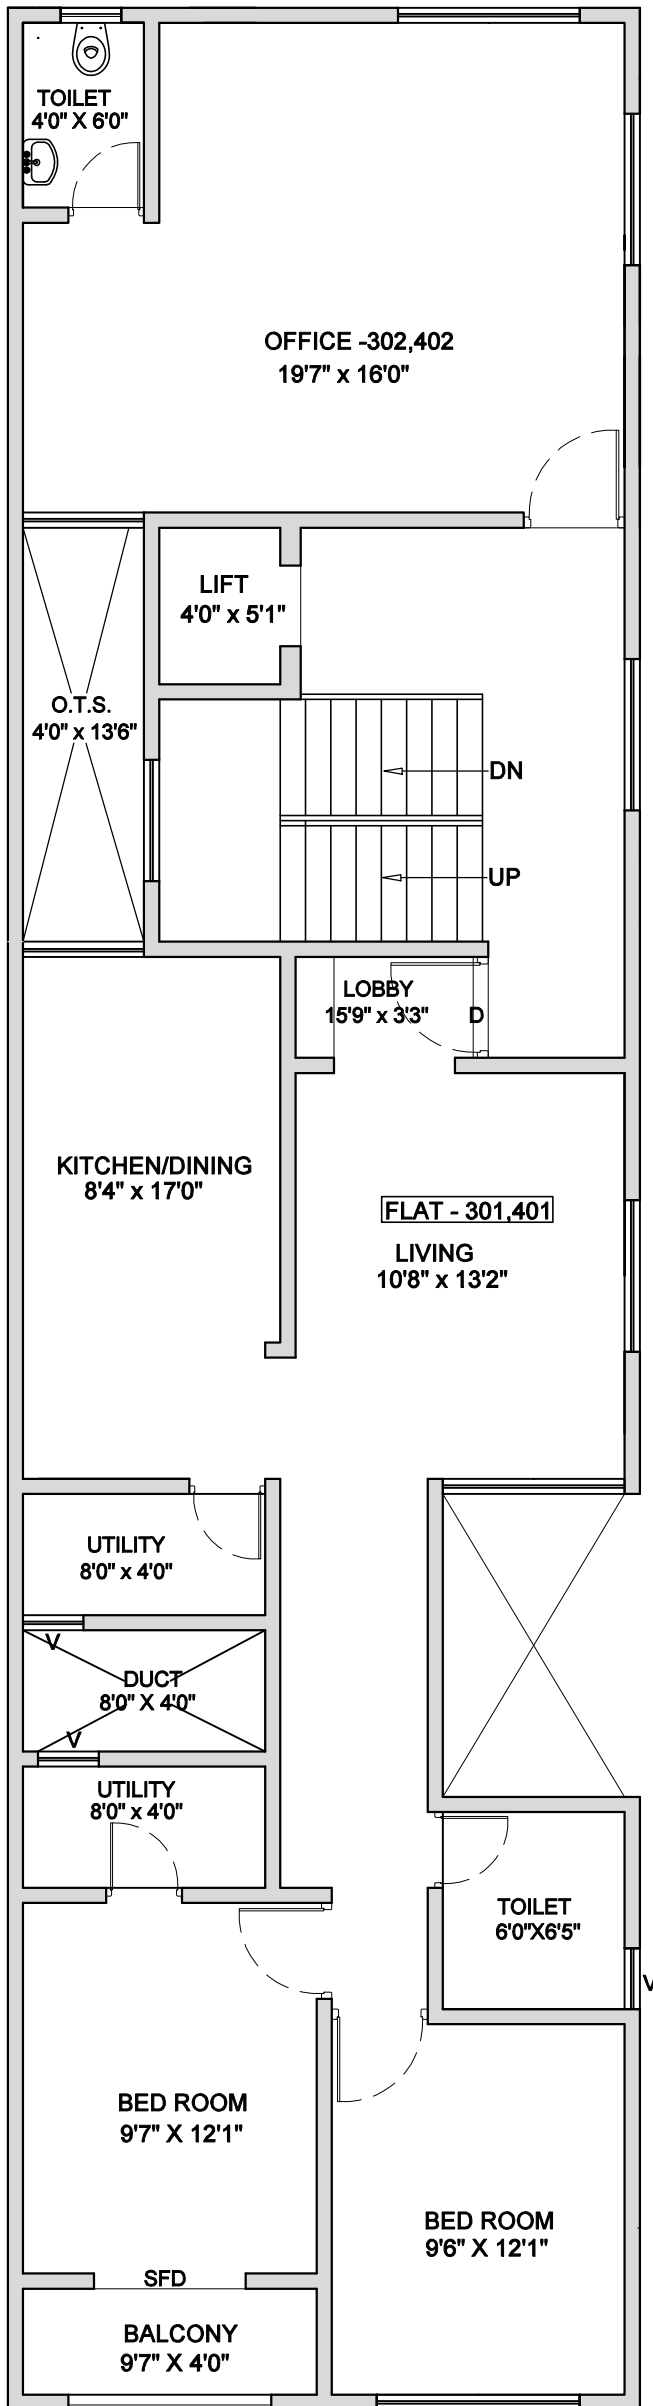 TOILET
4'0" X 6'0"
OFFICE -302,402
19'7" x 16'0"
LIFT
4'0" x 5'1"
O.T.S.
4'0" x 13'6"
DN
UP
LOBBY
15'9" x 3'3"
D
KITCHEN/DINING
8'4" x 17'0"
FLAT - 301,401
LIVING
10'8" x 13'2"
UTILITY
8'0" x 4'0"
V
DUCT
8'0" X 4'0"
V
UTILITY
8'0" x 4'0"
TOILET
6'0"X6'5"
V
BED ROOM
9'7" X 12'1"
BED ROOM
9'6" X 12'1"
SFD
BALCONY
9'7" X 4'0"